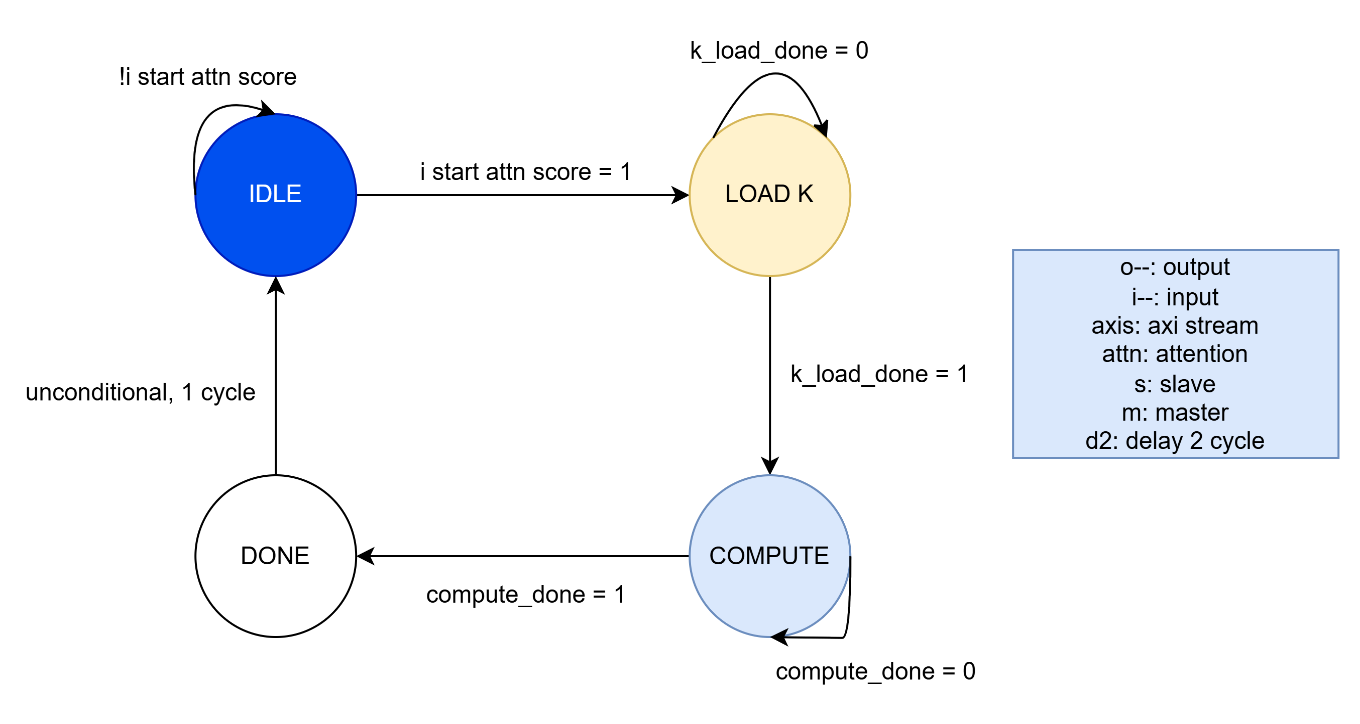 k_load_done = 0
!i start attn score
i start attn score = 1
IDLE
LOAD K
o--: output
i--: input
axis: axi stream
attn: attention
s: slave
m: master
d2: delay 2 cycle
k_load_done = 1
unconditional, 1 cycle
DONE
COMPUTE
compute_done = 1
compute_done = 0